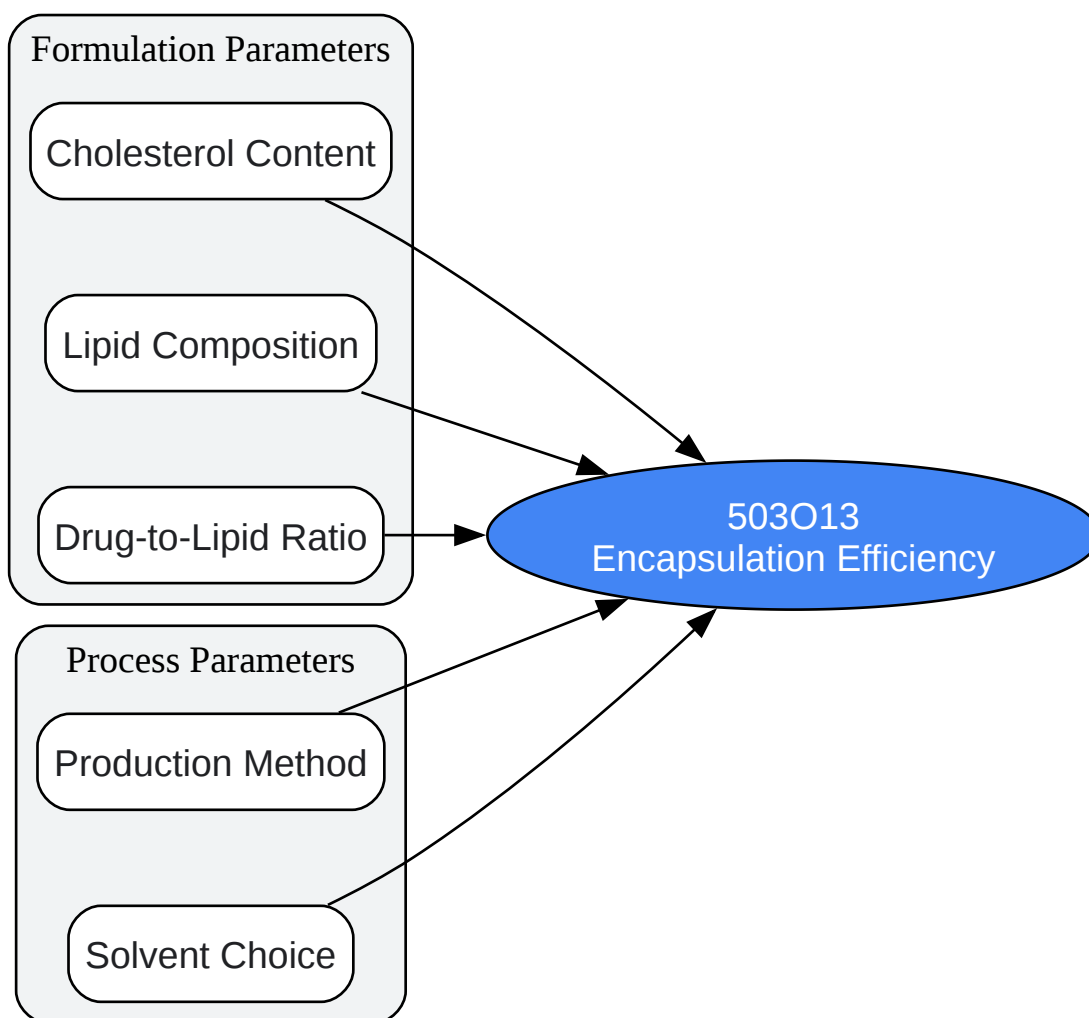 Formulation Parameters
Cholesterol Content
Lipid Composition
Drug-to-Lipid Ratio
503O13
Encapsulation Efficiency
Process Parameters
Production Method
Solvent Choice